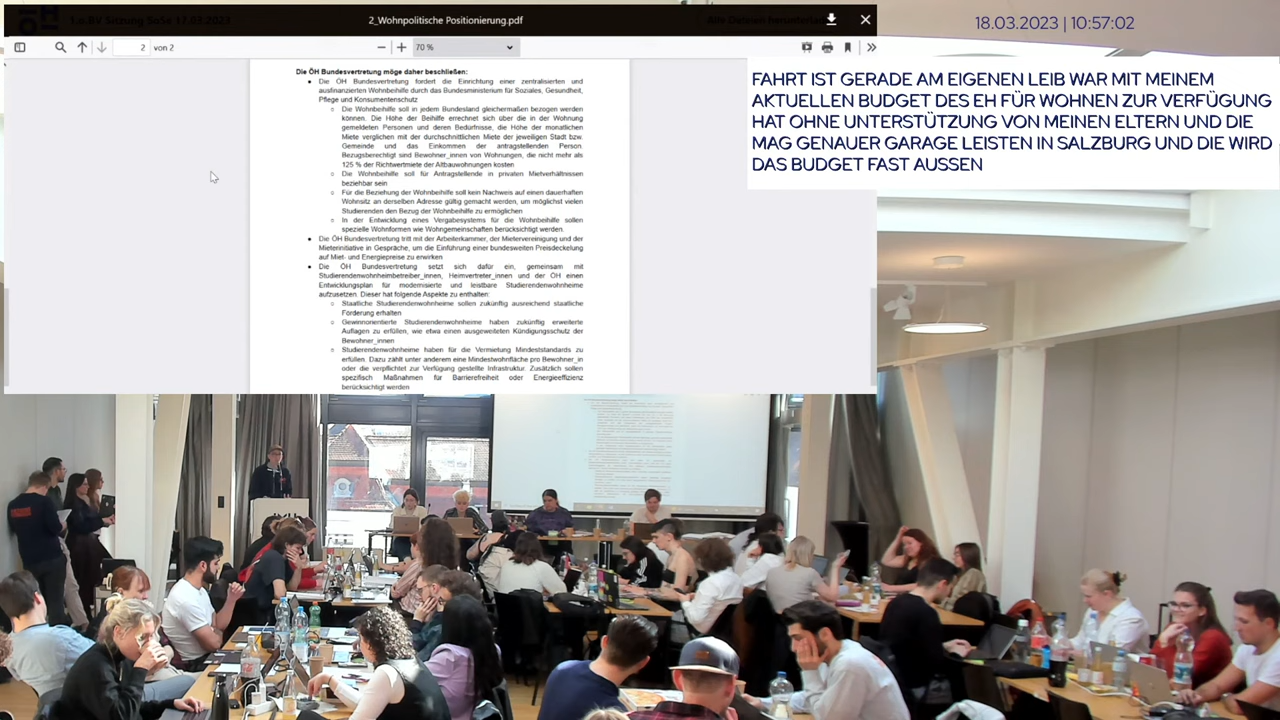 1.o BV Sitzung SoSe 17.03.2023
2_Wohnpolitische Positionierung.pdf
Alle Dateien herunterladen
18.03.2023 | 10:57:02
2 von 2
70 %
FAHRT IST GERADE AM EIGENEN LEIB WAR MIT MEINEM
AKTUELLEN BUDGET DES EH FÜR WOHNEN ZUR VERFÜGUNG
HAT OHNE UNTERSTÜTZUNG VON MEINEN ELTERN UND DIE
MAG GENAUER GARAGE LEISTEN IN SALZBURG UND DIE WIRD
DAS BUDGET FAST AUSSEN
Die ÖH Bundesvertretung möge daher beschließen:
• Die ÖH Bundesvertretung fordert die Einrichtung einer zentralisierten und
ausfinanzierten Wohnbeihilfe durch das Bundesministerium für Soziales, Gesundheit,
Pflege und Konsumentenschutz
○ Die Wohnbeihilfe soll in jedem Bundesland gleichermaßen bezogen werden
können. Die Höhe der Beihilfe errechnet sich über die in der Wohnung
gemeldeten Personen und deren Bedürfnisse, die Höhe der monatlichen
Miete verglichen mit der durchschnittlichen Miete der jeweiligen Stadt bzw.
Gemeinde und das Einkommen der antragstellenden Person.
Bezugsberechtigt sind Bewohner_innen von Wohnungen, die nicht mehr als
125 % der Richtwertmiete der Altbauwohnungen kosten
○ Die Wohnbeihilfe soll für Antragstellende in privaten Mietverhältnissen
beziehbar sein
○ Für die Beziehung der Wohnbeihilfe soll kein Nachweis auf einen dauerhaften
Wohnsitz an derselben Adresse gültig gemacht werden, um möglichst vielen
Studierenden den Bezug der Wohnbeihilfe zu ermöglichen
○ In der Entwicklung eines Vergabesystems für die Wohnbeihilfe sollen
spezielle Wohnformen wie Wohngemeinschaften berücksichtigt werden.
• Die ÖH Bundesvertretung tritt mit der Arbeiterkammer, der Mietervereinigung und der
Mieterinitiative in Gespräche, um die Einführung einer bundesweiten Preisdeckelung
auf Miet- und Energiepreise zu erwirken
• Die ÖH Bundesvertretung setzt sich dafür ein, gemeinsam mit
Studierendenwohnheimbetreiber_innen, Heimvertreter_innen und der ÖH einen
Entwicklungsplan für modernisierte und leistbare Studierendenwohnheime
aufzusetzen. Dieser hat folgende Aspekte zu enthalten:
○ Staatliche Studierendenwohnheime sollen zukünftig ausreichend staatliche
Förderung erhalten
○ Gewinnorientierte Studierendenwohnheime haben zukünftig erweiterte
Auflagen zu erfüllen, wie etwa einen ausgeweiteten Kündigungsschutz der
Bewohner_innen
○ Studierendenwohnheime haben für die Vermietung Mindeststandards zu
erfüllen. Dazu zählt unter anderem eine Mindestwohnfläche pro Bewohner_in
oder die verpflichtet zur Verfügung gestellte Infrastruktur. Zusätzlich sollen
spezifisch Maßnahmen für Barrierefreiheit oder Energieeffizienz
berücksichtigt werden